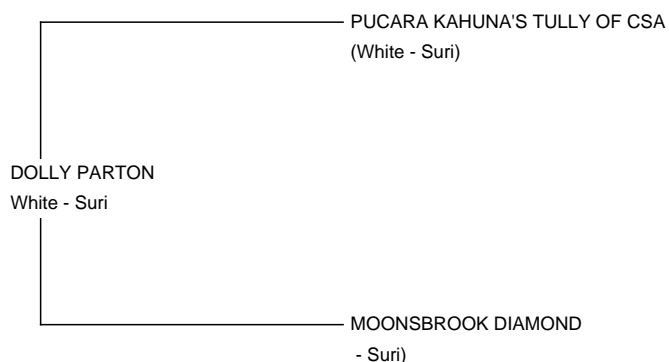 PUCARA KAHUNA'S TULLY OF CSA
(White - Suri)
DOLLY PARTON
White - Suri
MOONSBROOK DIAMOND
- Suri)